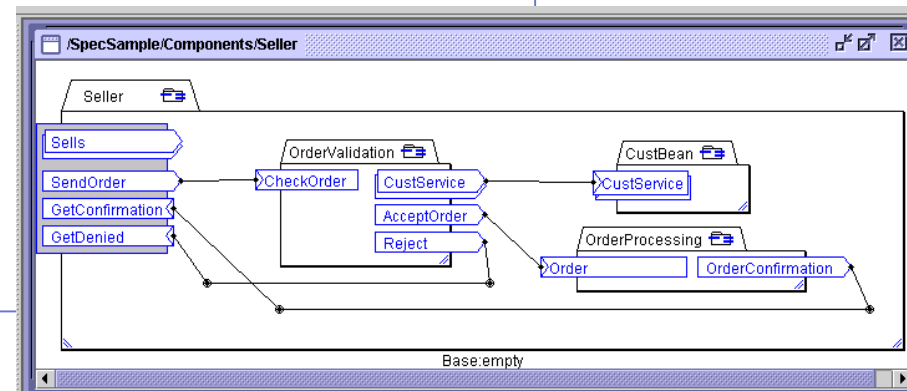 /SpecSample/Components/Seller
Seller
Sells
SendOrder
GetConfirmation
GetDenied
OrderValidation
CheckOrder
CustService
AcceptOrder
Reject
CustBean
CustService
OrderProcessing
Order
OrderConfirmation
Base:empty